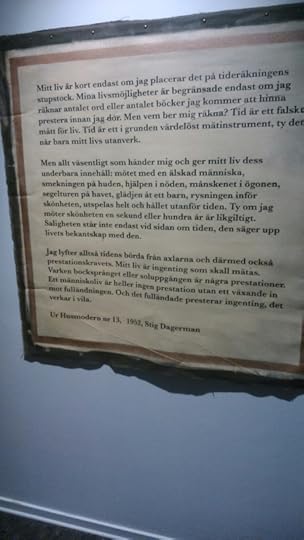 Mitt liv är kort endast om jag placerar det på tideräkningens
stupstock. Mina livsmöjligheter är begränsade endast om jag
räknar antalet ord eller antalet böcker jag kommer att hinna
prestera innan jag dör. Men vem ber mig räkna? Tid är ett falskt
mått för liv. Tid är ett i grunden värdelöst mätinstrument, ty det
når bara mitt livs utanverk.
Men allt väsentligt som händer mig och ger mitt liv dess
underbara innehåll: mötet med en älskad människa,
smekningen på huden, hjälpen i nöden, månskenet i ögonen,
segelturen på havet, glädjen åt ett barn, rysningen inför
skönheten, utspelas helt och hållet utanför tiden. Ty om jag
möter skönheten en sekund eller hundra år är likgiltigt.
Saligheten står inte endast vid sidan om tiden, den säger upp
livets bekantskap med den.
Jag lyfter alltså tidens börda från axlarna och därmed också
prestationskravets. Mitt liv är ingenting som skall mätas.
Varken bocksprånget eller soluppgången är några prestationer.
Ett människoliv är heller ingen prestation utan ett växande in
mot fulländningen. Och det fulländade presterar ingenting, det
verkar i vila.
Ur Husmodern nr 13, 1952, Stig Dagerman